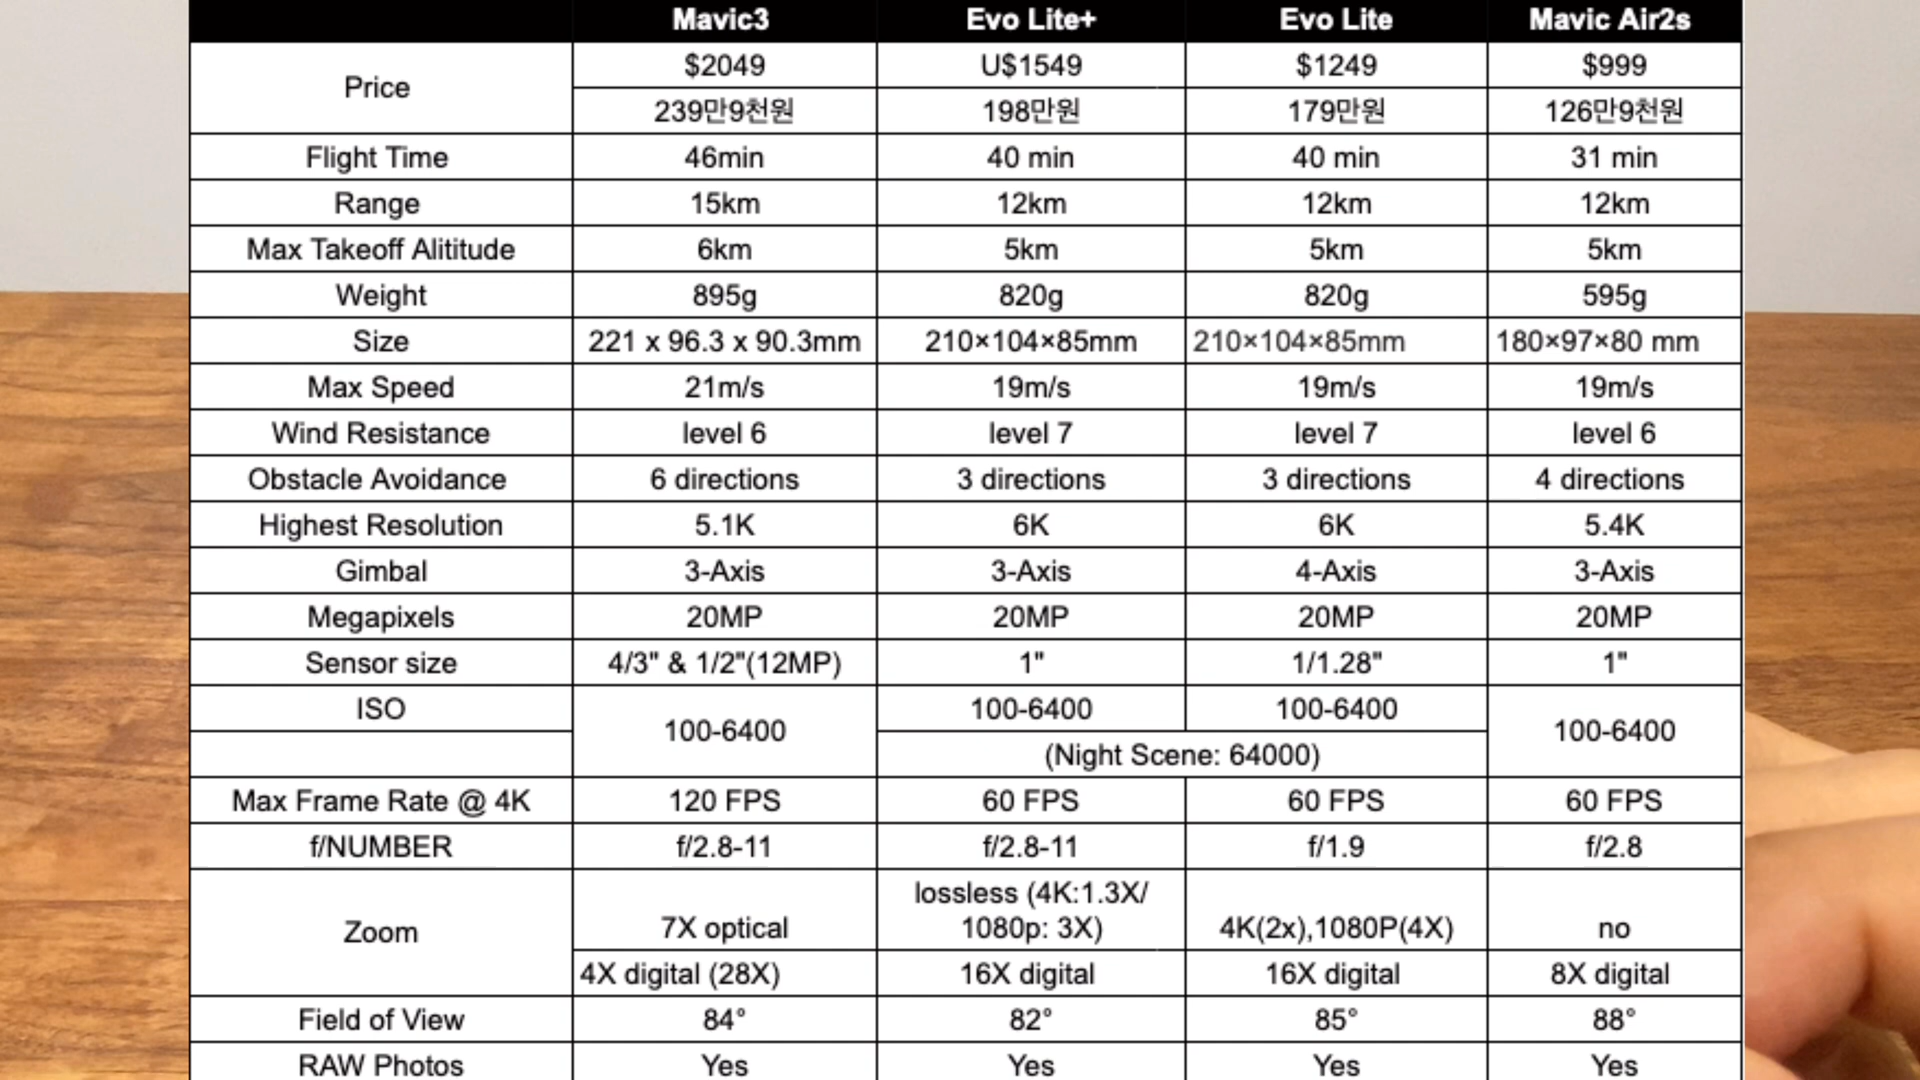 Mavic3 Evo Lite+ Evo Lite Mavic Air2s
Price $2049 U$1549 $1249 $999
239만9천원 198만원 179만원 126만9천원
Flight Time 46min 40 min 40 min 31 min
Range 15km 12km 12km 12km
Max Takeoff Alititude 6km 5km 5km 5km
Weight 895g 820g 820g 595g
Size 221 x 96.3 x 90.3mm 210×104×85mm 210×104×85mm 180×97×80 mm
Max Speed 21m/s 19m/s 19m/s 19m/s
Wind Resistance level 6 level 7 level 7 level 6
Obstacle Avoidance 6 directions 3 directions 3 directions 4 directions
Highest Resolution 5.1K 6K 6K 5.4K
Gimbal 3-Axis 3-Axis 4-Axis 3-Axis
Megapixels 20MP 20MP 20MP 20MP
Sensor size 4/3" & 1/2"(12MP) 1" 1/1.28" 1"
ISO 100-6400 100-6400 100-6400 100-6400
(Night Scene: 64000)
Max Frame Rate @ 4K 120 FPS 60 FPS 60 FPS 60 FPS
f/NUMBER f/2.8-11 f/2.8-11 f/1.9 f/2.8
Zoom 7X optical lossless (4K:1.3X/
1080p: 3X) 4K(2x),1080P(4X) no
4X digital (28X) 16X digital 16X digital 8X digital
Field of View 84° 82° 85° 88°
RAW Photos Yes Yes Yes Yes